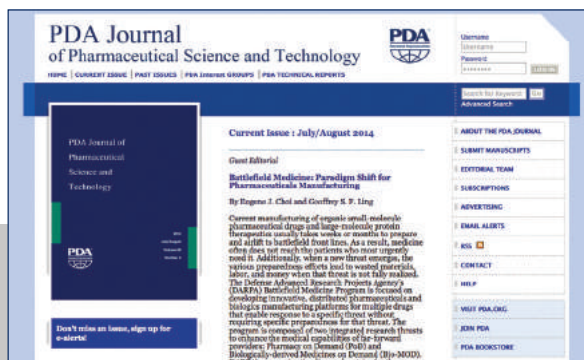 PDA Journal
of Pharmaceutical Science and Technology
HOME | CURRENT ISSUE | PAST ISSUES | PDA Interest GROUPS | PDA TECHNICAL REPORTS
PDA
Username
Username
Password
Search for Keyword Go
Advanced Search
PDA Journal of
Pharmaceutical
Science and
Technology
PDA
Don't miss an issue, sign up for
e-alerts!
Current Issue : July/August 2014
Guest Editorial
Battlefield Medicine: Paradigm Shift for
Pharmaceuticals Manufacturing
By Eugene J. Choi and Geoffrey S. F. Ling
Current manufacturing of organic small-molecule
pharmaceutical drugs and large-molecule protein
therapeutics usually takes weeks or months to prepare
and airlift to battlefield front lines. As a result, medicine
often does not reach the patients who most urgently
need it. Additionally, when a new threat emerges, the
various preparedness efforts lead to wasted materials,
labor, and money when that threat is not fully realized.
The Defense Advanced Research Projects Agency's
(DARPA) Battlefield Medicine Program is focused on
developing innovative, distributed pharmaceuticals and
biologics manufacturing platforms for multiple drugs
that enable response to a specific threat without
requiring specific preparedness for that threat. The
program is composed of two integrated research thrusts
to enhance the medical capabilities of far-forward
providers: Pharmacy on Demand (PoD) and
Biologically-derived Medicines on Demand (Bio-MOD).
ABOUT THE PDA JOURNAL
SUBMIT MANUSCRIPTS
EDITORIAL TEAM
SUBSCRIPTIONS
ADVERTISING
EMAIL ALERTS
RSS
CONTACT
HELP
VISIT PDA.ORG
JOIN PDA
PDA BOOKSTORE